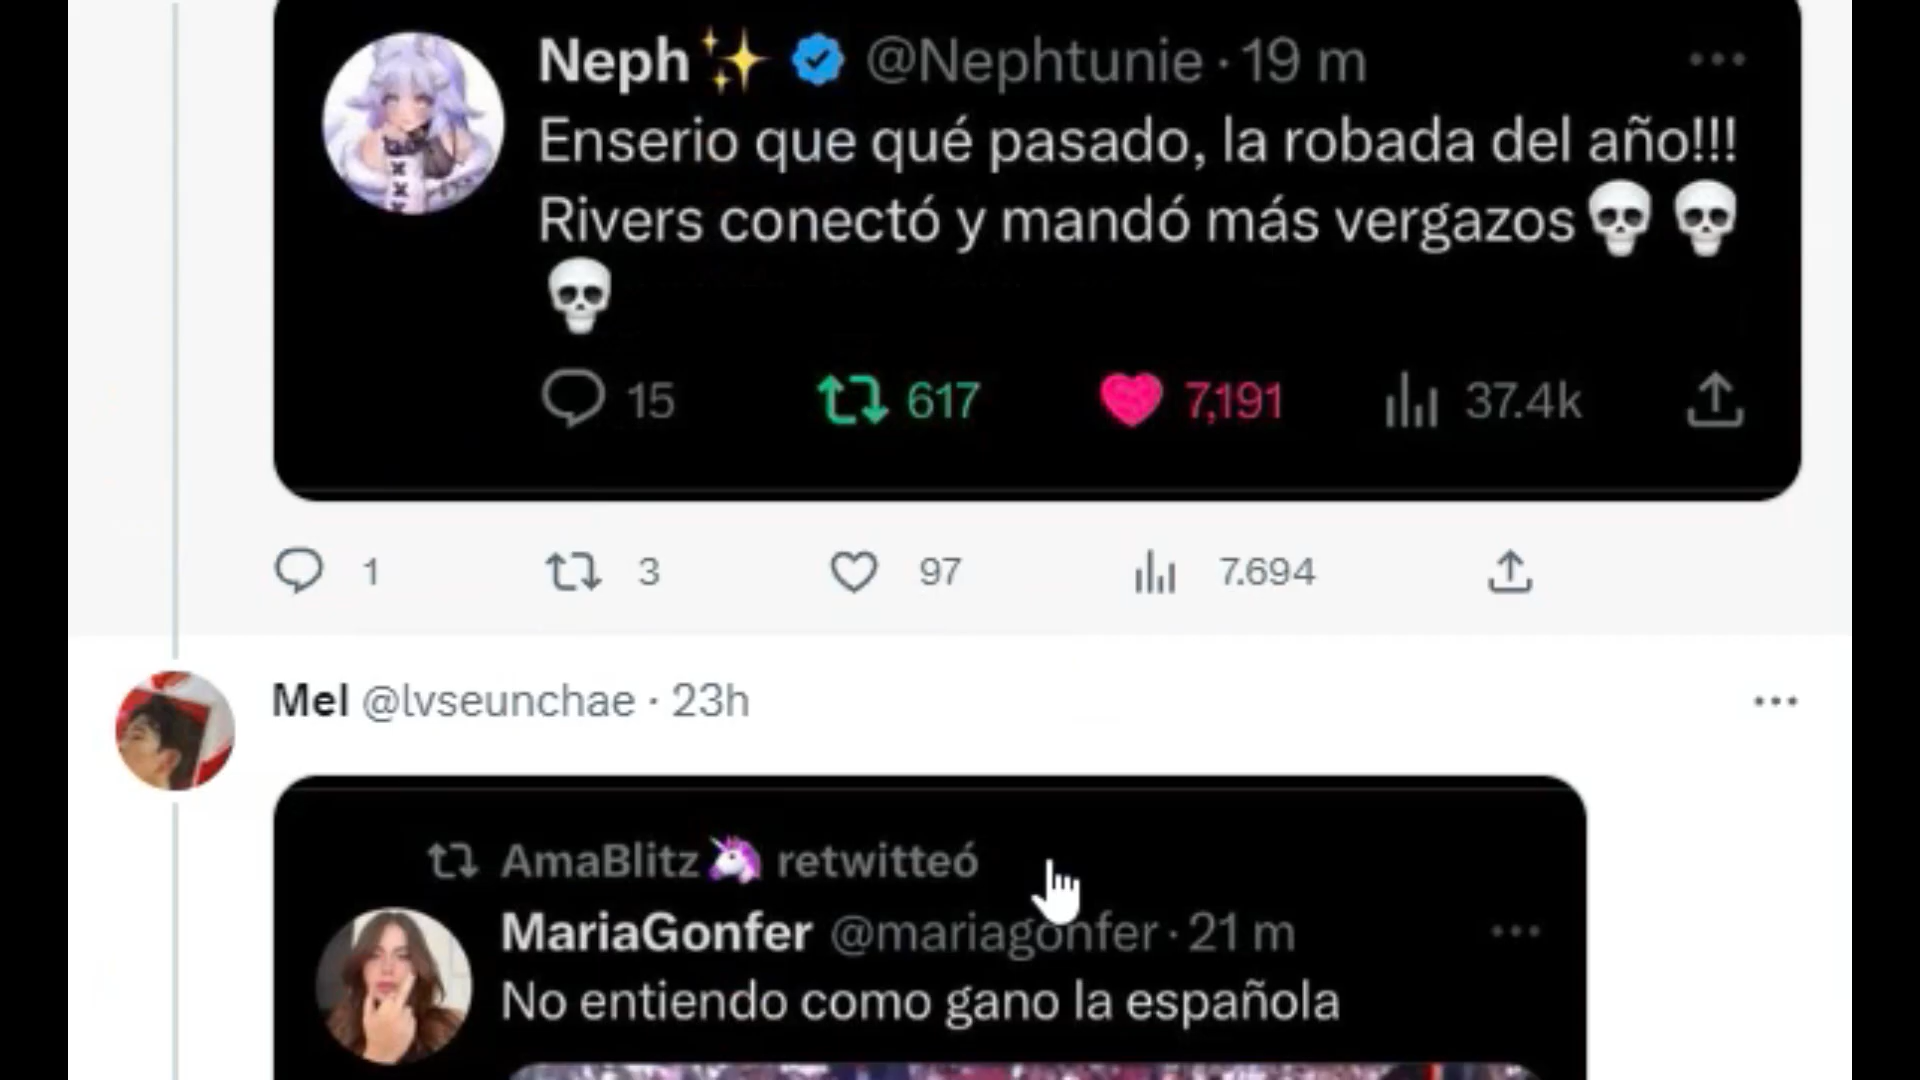 Neph✨ @Nephtunie · 19 m
Enserio que qué pasado, la robada del año!!!
Rivers conectó y mandó más vergazos💀💀
💀
15 617 7,191 37.4k
1 3 97 7.694
Mel @lvseunchae · 23h
AmaBlitz🦄 retwitteó
MariaGonfer @mariagonfer · 21 m
No entiendo como gano la española